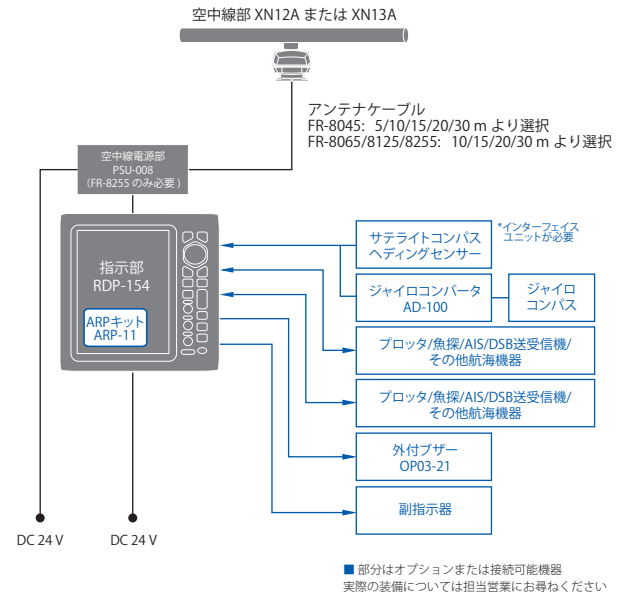 空中線部 XN12A または XN13A
アンテナケーブル
FR-8045: 5/10/15/20/30 m より選択
FR-8065/8125/8255: 10/15/20/30 m より選択
空中線電源部
PSU-008
（FR-8255 のみ必要 )
指示部
RDP-154
ARPキット
ARP-11
サテライトコンパス
ヘディングセンサー
*インターフェイス
ユニットが必要
ジャイロコンバータ
AD-100
ジャイロ
コンパス
プロッタ/魚探/AIS/DSB送受信機/
その他航海機器
プロッタ/魚探/AIS/DSB送受信機/
その他航海機器
外付ブザー
OP03-21
副指示器
DC 24 V
DC 24 V
■ 部分はオプションまたは接続可能機器
実際の装備については担当営業にお尋ねください